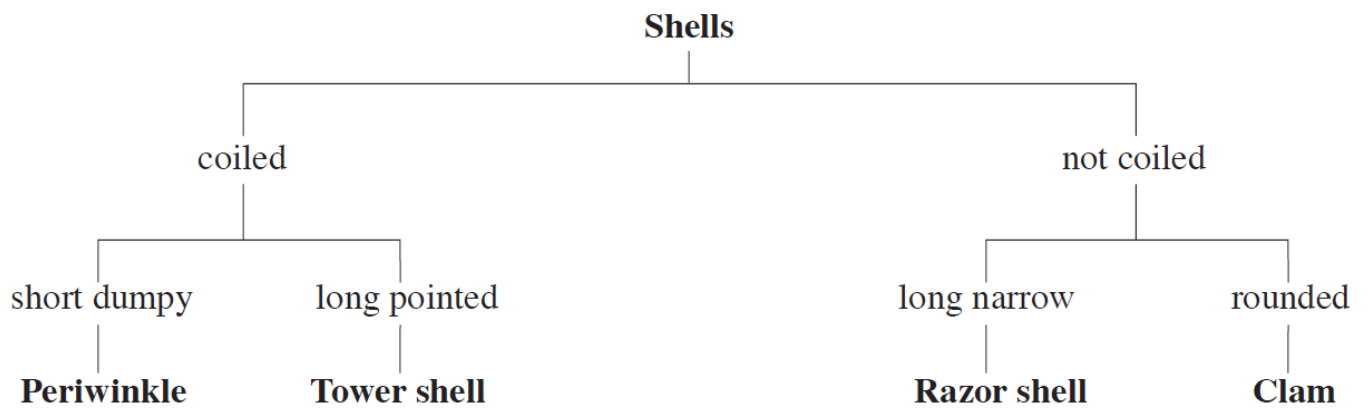 Shells
coiled not coiled
short dumpy long pointed long narrow rounded
Periwinkle Tower shell Razor shell Clam